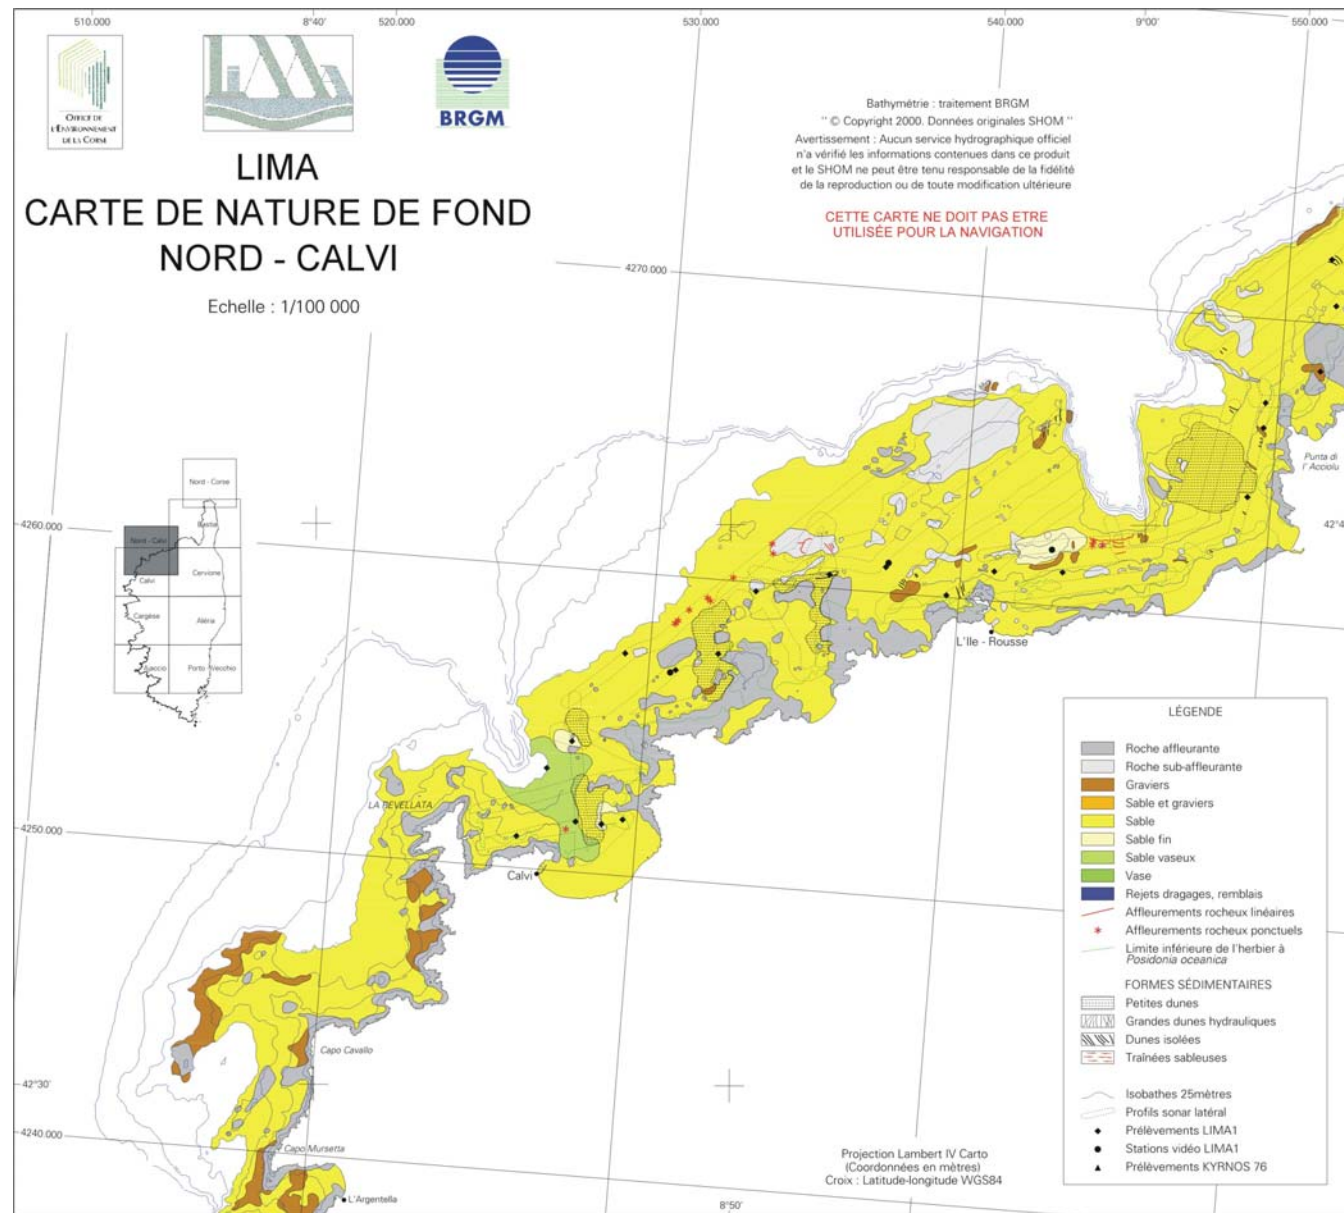 510.000
8°40'
520.000
530.000
540.000
9°00'
550.000
OFFICE DE
L'ENVIRONNEMENT
DE LA CORSE
BRGM
LIMA
CARTE DE NATURE DE FOND
NORD - CALVI
Echelle : 1/100 000
Bathymétrie : traitement BRGM
'' © Copyright 2000. Données originales SHOM ''
Avertissement : Aucun service hydrographique officiel
n'a vérifié les informations contenues dans ce produit
et le SHOM ne peut être tenu responsable de la fidélité
de la reproduction ou de toute modification ultérieure
CETTE CARTE NE DOIT PAS ETRE
UTILISÉE POUR LA NAVIGATION
4270.000
Punta di
l' Acciolu
4260.000
42°4
Nord - Corse
Bastia
Nord - Calvi
Calvi
Cervione
Cargèse
Aléria
Ajaccio
Porto - Vecchio
L'Ile - Rousse
LA REVELLATA
4250.000
Calvi
Capo Cavallo
42°30'
4240.000
Capo Mursetta
L'Argentella
8°50'
LÉGENDE
Roche affleurante
Roche sub-affleurante
Graviers
Sable et graviers
Sable
Sable fin
Sable vaseux
Vase
Rejets dragages, remblais
Affleurements rocheux linéaires
Affleurements rocheux ponctuels
Limite inférieure de l'herbier à
Posidonia oceanica
FORMES SÉDIMENTAIRES
Petites dunes
Grandes dunes hydrauliques
Dunes isolées
Traînées sableuses
Isobathes 25mètres
Profils sonar latéral
Prélèvements LIMA1
Stations vidéo LIMA1
Prélèvements KYRNOS 76
Projection Lambert IV Carto
(Coordonnées en mètres)
Croix : Latitude-longitude WGS84